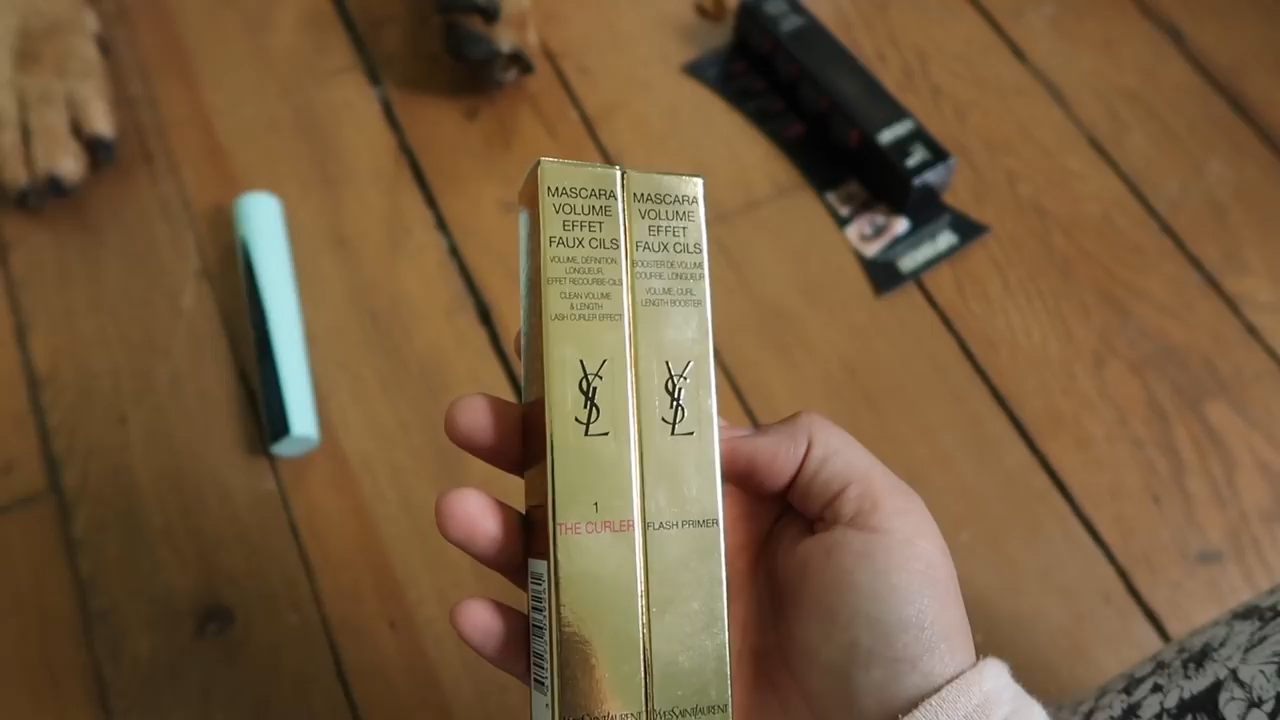 MASCARA
VOLUME
EFFET
FAUX CILS
VOLUME, DÉFINITION,
LONGUEUR,
EFFET RECOURBE-CILS
CLEAN VOLUME
& LENGTH
LASH CURLER EFFECT
YSL
1
THE CURLER
YVESSAINTLAURENT
MASCARA
VOLUME
EFFET
FAUX CILS
BOOSTER DE VOLUME,
COURBE, LONGUEUR
VOLUME, CURL,
LENGTH BOOSTER
YSL
FLASH PRIMER
YVESSAINTLAURENT